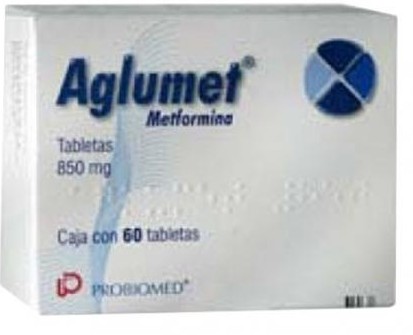 Aglumet®
Metformina
Tabletas
850 mg
Caja con 60 tabletas
PROBIOMED®